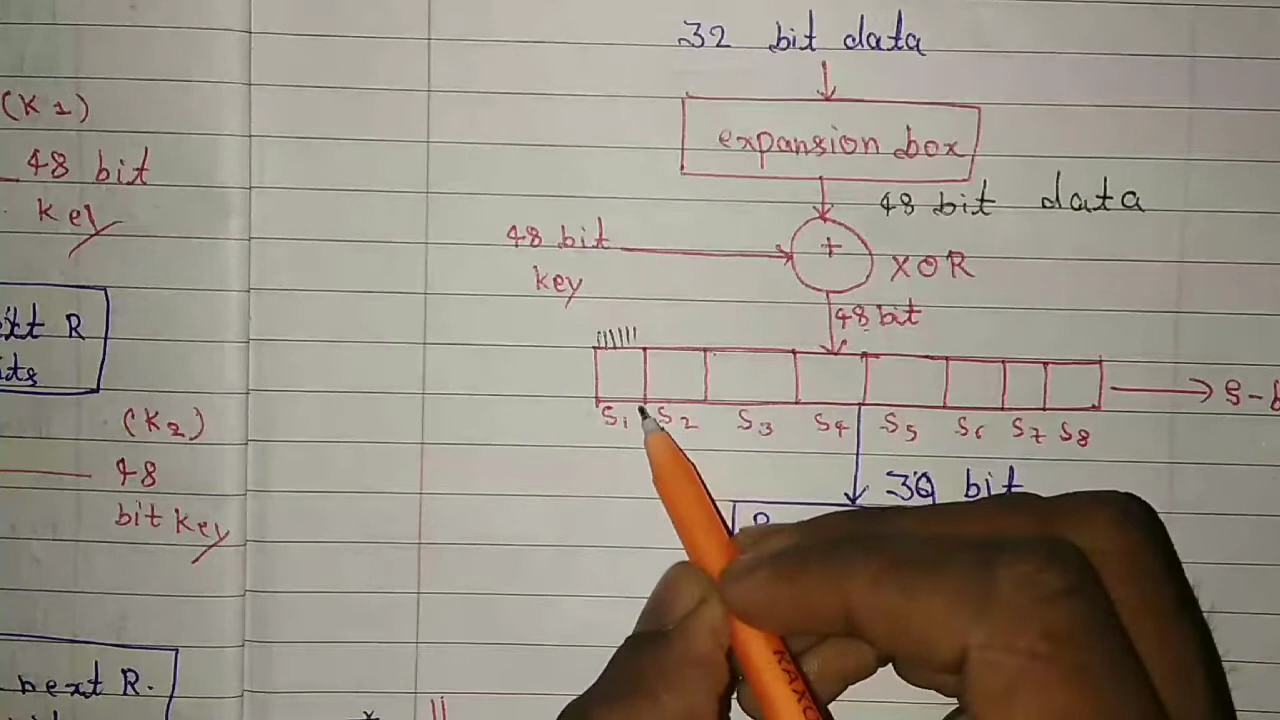 32 bit data
expansion box
48 bit data
48 bit
key
+
XOR
48 bit
S1 S2 S3 S4 S5 S6 S7 S8
bit
(K1)
48 bit
key
R
(K2)
48
bit key
next R.